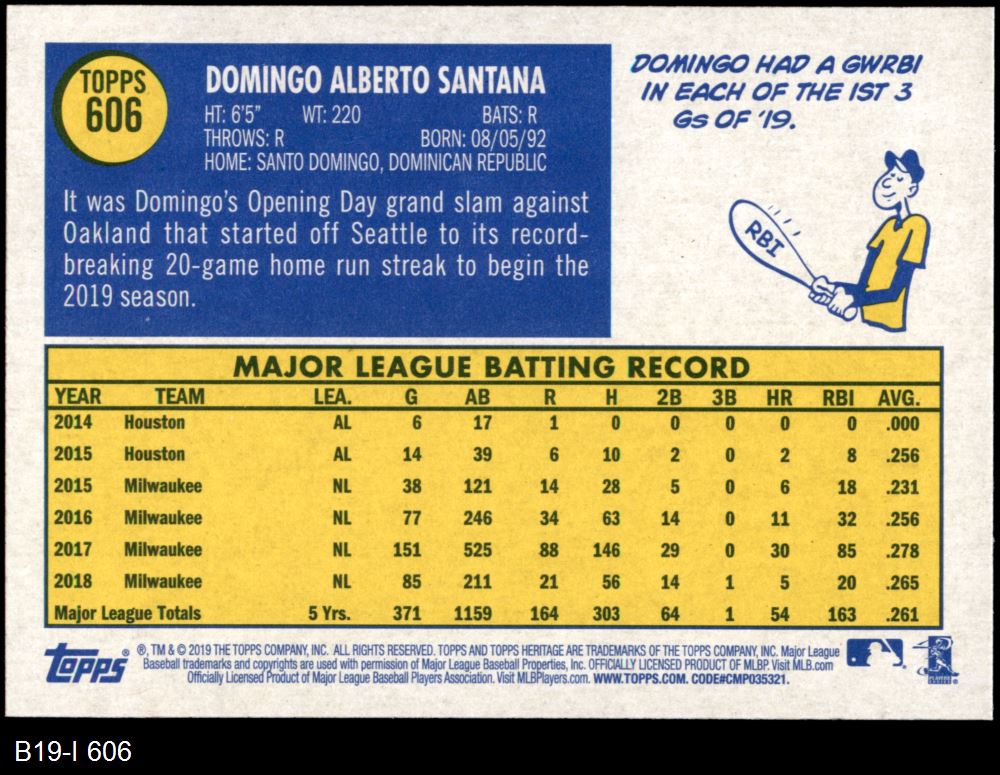 TOPPS
606
DOMINGO ALBERTO SANTANA
HT: 6'5" WT: 220 BATS: R
THROWS: R BORN: 08/05/92
HOME: SANTO DOMINGO, DOMINICAN REPUBLIC
It was Domingo's Opening Day grand slam against
Oakland that started off Seattle to its record-
breaking 20-game home run streak to begin the
2019 season.
DOMINGO HAD A GWRBI
IN EACH OF THE 1ST 3
Gs OF '19.
RBI
MAJOR LEAGUE BATTING RECORD
YEAR TEAM LEA. G AB R H 2B 3B HR RBI AVG.
2014 Houston AL 6 17 1 0 0 0 0 0 .000
2015 Houston AL 14 39 6 10 2 0 2 8 .256
2015 Milwaukee NL 38 121 14 28 5 0 6 18 .231
2016 Milwaukee NL 77 246 34 63 14 0 11 32 .256
2017 Milwaukee NL 151 525 88 146 29 0 30 85 .278
2018 Milwaukee NL 85 211 21 56 14 1 5 20 .265
Major League Totals 5 Yrs. 371 1159 164 303 64 1 54 163 .261
Topps®
®, TM & © 2019 THE TOPPS COMPANY, INC. ALL RIGHTS RESERVED. TOPPS AND TOPPS HERITAGE ARE TRADEMARKS OF THE TOPPS COMPANY, INC. Major League
Baseball trademarks and copyrights are used with permission of Major League Baseball Properties, Inc. OFFICIALLY LICENSED PRODUCT OF MLBP. Visit MLB.com
Officially Licensed Product of Major League Baseball Players Association. Visit MLBPlayers.com. WWW.TOPPS.COM. CODE#CMP035321.
B19-I 606